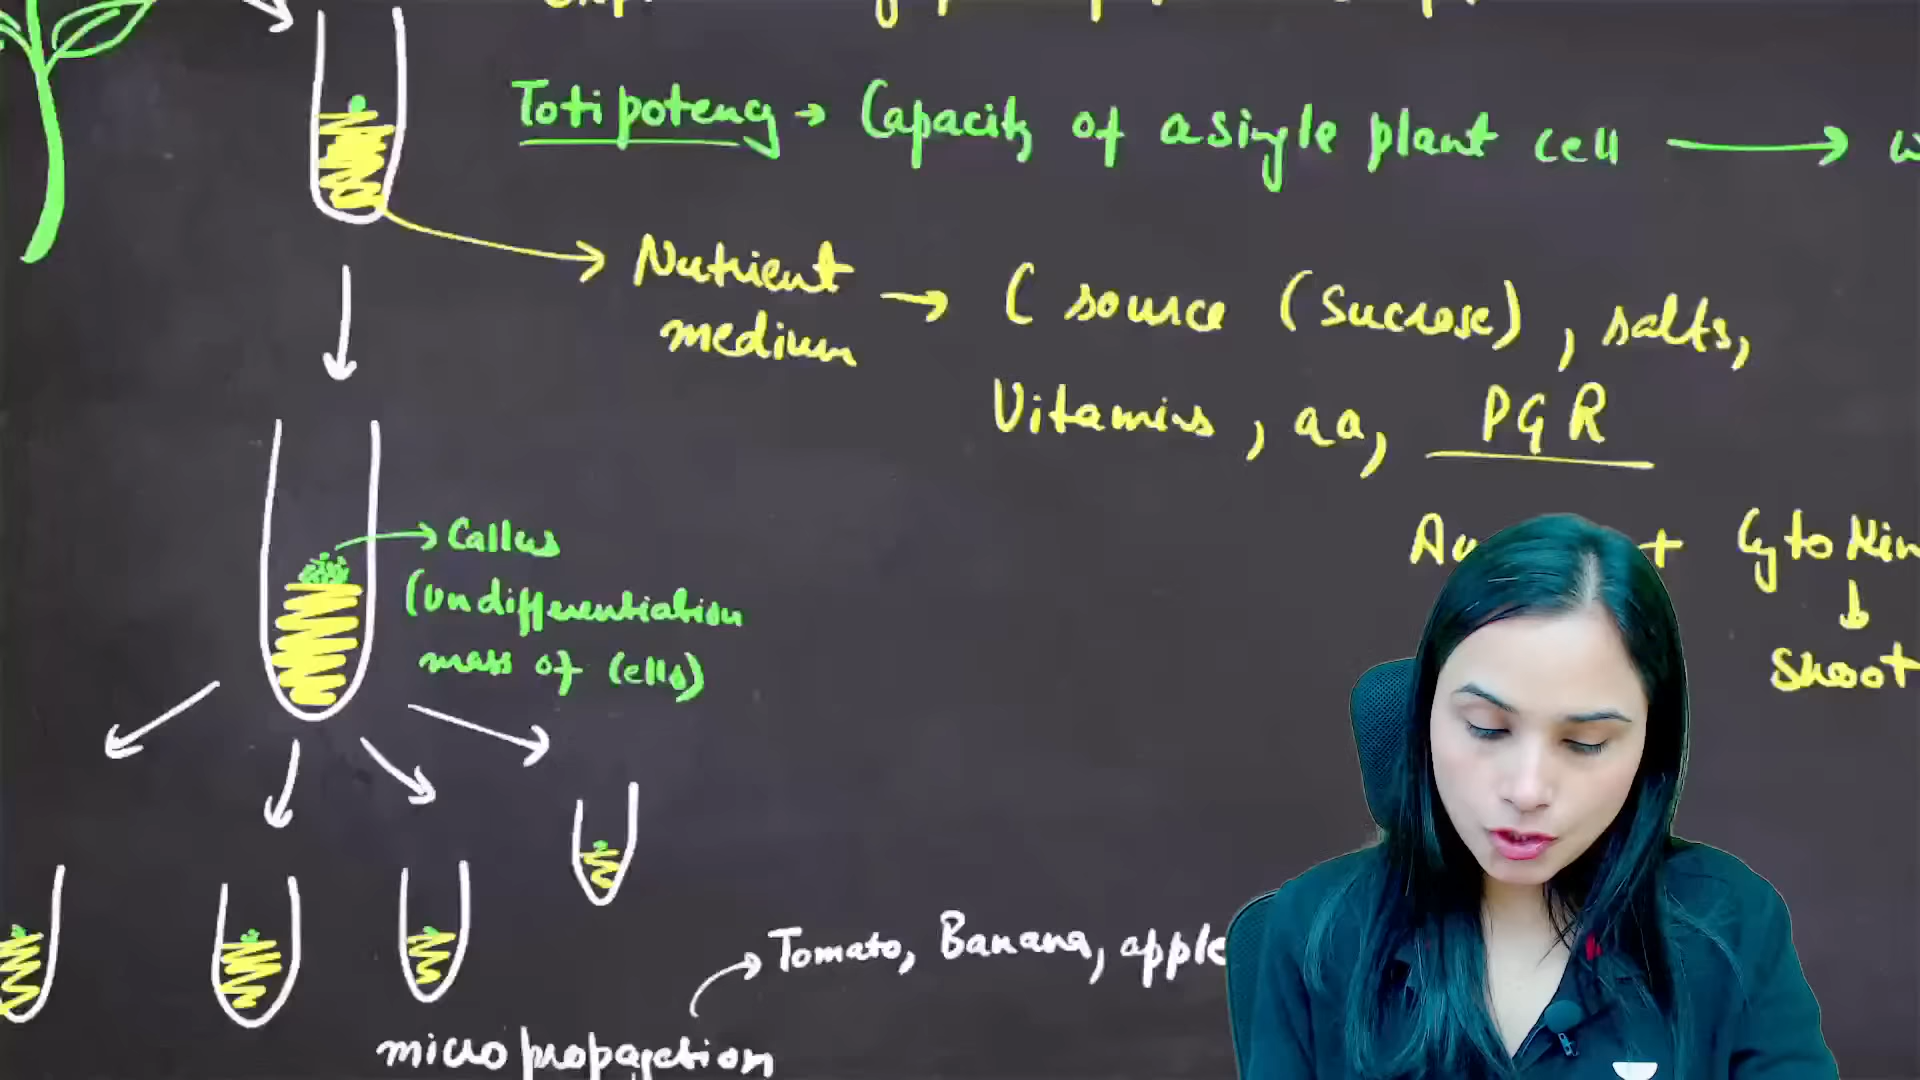 Totipotency → Capacity of a single plant cell →
Nutrient medium → C source (sucrose), salts,
Vitamins, aa, PGR
+ Cytokin
↓
Shoot
→ Callus
(undifferentiation
mass of cells)
→ Tomato, Banana, apple
micropropagation